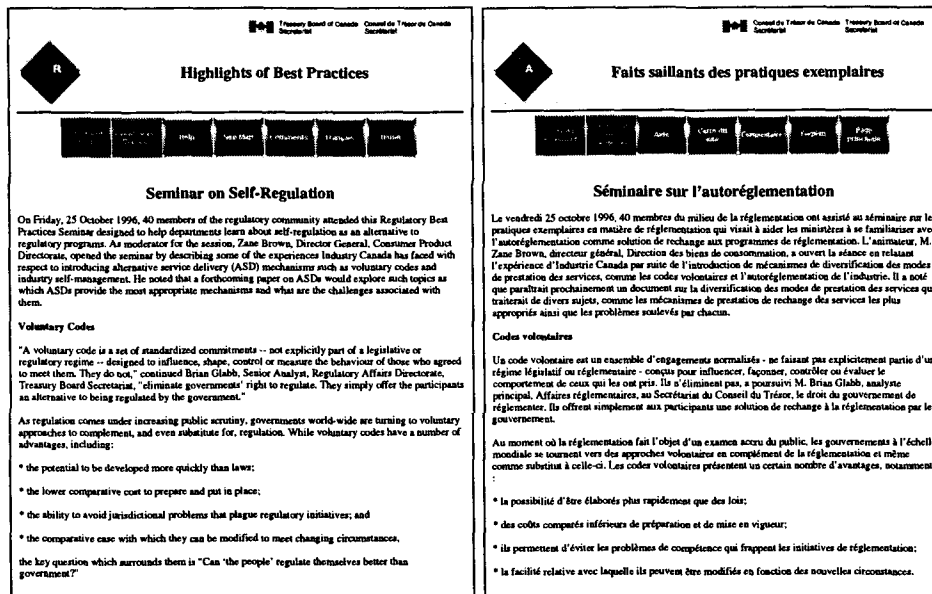 Treasury Board of Canada Conseil du Trésor du Canada
Secretariat Secrétariat
R
Highlights of Best Practices
Help Site Map Comments Français Home
Seminar on Self-Regulation
On Friday, 25 October 1996, 40 members of the regulatory community attended this Regulatory Best
Practices Seminar designed to help departments learn about self-regulation as an alternative to
regulatory programs. As moderator for the session, Zane Brown, Director General, Consumer Product
Directorate, opened the seminar by describing some of the experiences Industry Canada has faced with
respect to introducing alternative service delivery (ASD) mechanisms such as voluntary codes and
industry self-management. He noted that a forthcoming paper on ASDs would explore such topics as
which ASDs provide the most appropriate mechanisms and what are the challenges associated with
them.
Voluntary Codes
"A voluntary code is a set of standardized commitments -- not explicitly part of a legislative or
regulatory regime -- designed to influence, shape, control or measure the behaviour of those who agreed
to meet them. They do not," continued Brian Glabb, Senior Analyst, Regulatory Affairs Directorate,
Treasury Board Secretariat, "eliminate governments' right to regulate. They simply offer the participants
an alternative to being regulated by the government."
As regulation comes under increasing public scrutiny, governments world-wide are turning to voluntary
approaches to complement, and even substitute for, regulation. While voluntary codes have a number of
advantages, including:
* the potential to be developed more quickly than laws;
* the lower comparative cost to prepare and put in place;
* the ability to avoid jurisdictional problems that plague regulatory initiatives; and
* the comparative ease with which they can be modified to meet changing circumstances,
the key question which surrounds them is "Can 'the people' regulate themselves better than
government?"
Conseil du Trésor du Canada Treasury Board of Canada
Secrétariat Secretariat
A
Faits saillants des pratiques exemplaires
Aide Carte du site Commentaire English Page principale
Séminaire sur l'autoréglementation
Le vendredi 25 octobre 1996, 40 membres du milieu de la réglementation ont assisté au séminaire sur le
pratiques exemplaires en matière de réglementation qui visait à aider les ministères à se familiariser ave
l'autoréglementation comme solution de rechange aux programmes de réglementation. L'animateur, M.
Zane Brown, directeur général, Direction des biens de consommation, a ouvert la séance en relatant
l'expérience d'Industrie Canada par suite de l'introduction de mécanismes de diversification des modes
de prestation des services, comme les codes volontaires et l'autoréglementation de l'industrie. Il a noté
que paraîtrait prochainement un document sur la diversification des modes de prestation des services qu
traiterait de divers sujets, comme les mécanismes de prestation de rechange des services les plus
appropriés ainsi que les problèmes soulevés par chacun.
Codes volontaires
Un code volontaire est un ensemble d'engagements normalisés - ne faisant pas explicitement partie d'un
régime législatif ou réglementaire - conçus pour influencer, façonner, contrôler ou évaluer le
comportement de ceux qui les ont pris. Ils n'éliminent pas, a poursuivi M. Brian Glabb, analyste
principal, Affaires réglementaires, au Secrétariat du Conseil du Trésor, le droit du gouvernement de
réglementer. Ils offrent simplement aux participants une solution de rechange à la réglementation par le
gouvernement.
Au moment où la réglementation fait l'objet d'un examen accru du public, les gouvernements à l'échell
mondiale se tournent vers des approches volontaires en complément de la réglementation et même
comme substitut à celle-ci. Les codes volontaires présentent un certain nombre d'avantages, notamment
:
* la possibilité d'être élaborés plus rapidement que des lois;
* des coûts comparés inférieurs de préparation et de mise en vigueur;
* ils permettent d'éviter les problèmes de compétence qui frappent les initiatives de réglementation;
* la facilité relative avec laquelle ils peuvent être modifiés en fonction des nouvelles circonstances.